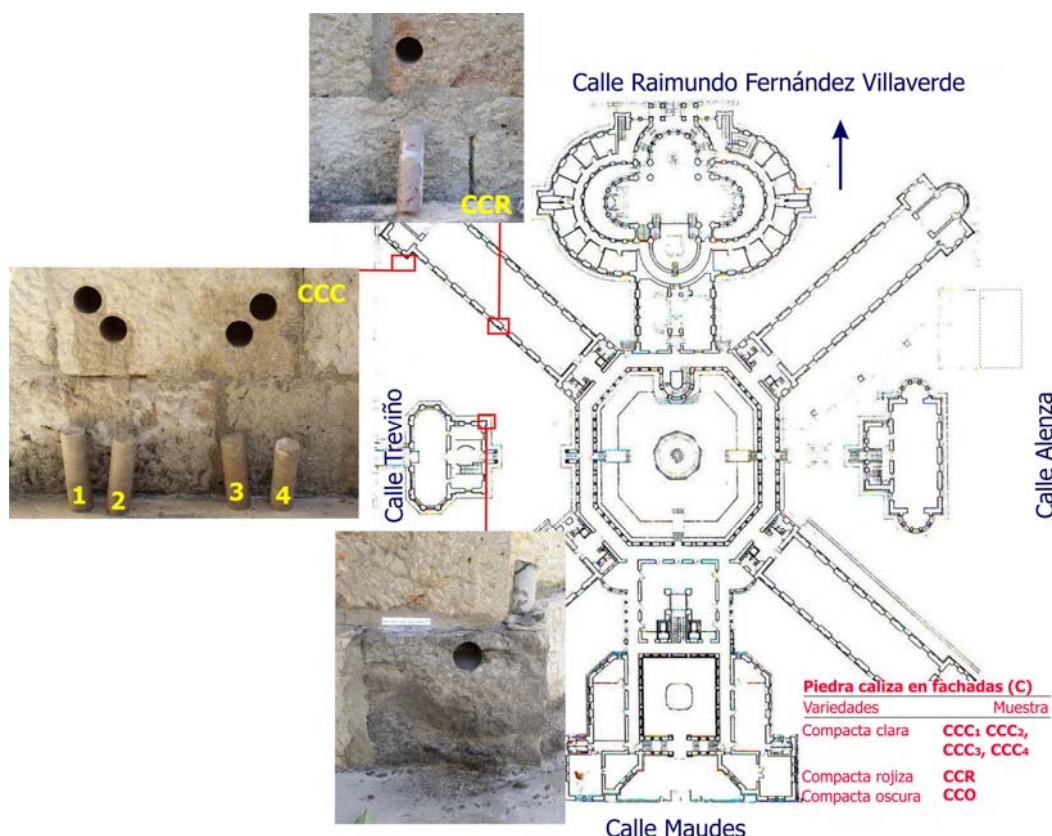 Calle Raimundo Fernández Villaverde
CCR
CCC
1
2
3
4
Calle Treviño
Calle Alenza
Piedra caliza en fachadas (C)
Variedades Muestra
Compacta clara CCC₁ CCC₂,
CCC₃, CCC₄
Compacta rojiza CCR
Compacta oscura CCO
Calle Maudes